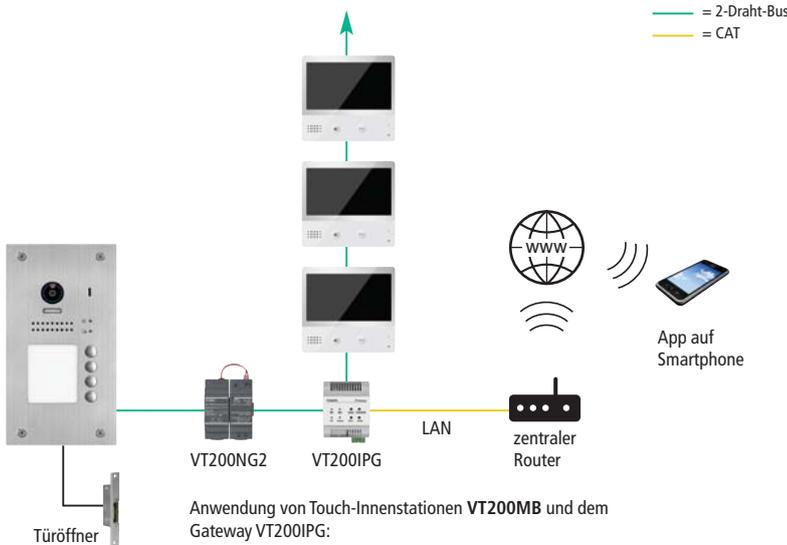 = 2-Draht-Bus
= CAT
WWW
App auf
Smartphone
LAN
VT200NG2
VT200IPG
zentraler
Router
Türöffner
Anwendung von Touch-Innenstationen VT200MB und dem
Gateway VT200IPG: